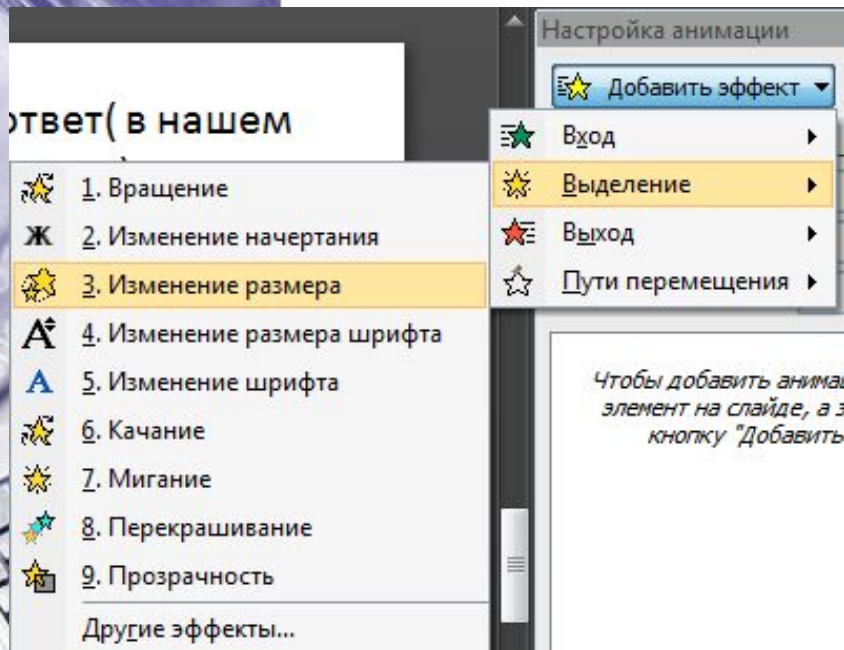 Настройка анимации
Добавить эффект
ответ( в нашем
Вход
Выделение
Выход
Пути перемещения
1. Вращение
2. Изменение начертания
3. Изменение размера
4. Изменение размера шрифта
5. Изменение шрифта
6. Качание
7. Мигание
8. Перекрашивание
9. Прозрачность
Другие эффекты...
Чтобы добавить
элемент на слайде, а
кнопку "Добавить